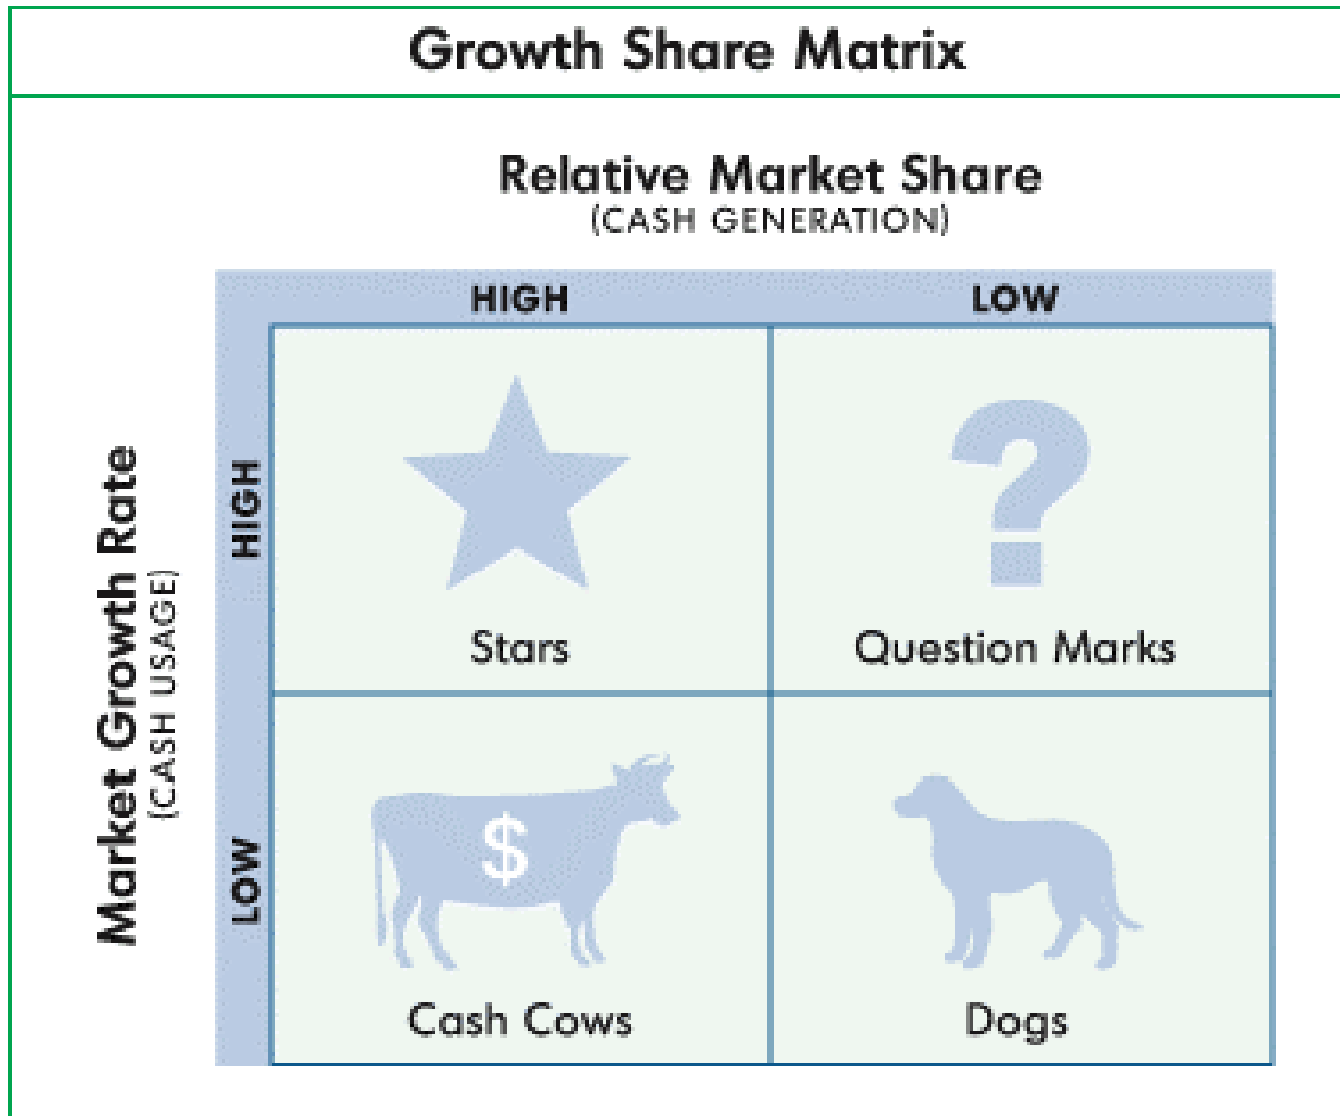 Growth Share Matrix
Relative Market Share
(CASH GENERATION)
HIGH
LOW
Market Growth Rate
(CASH USAGE)
HIGH
LOW
Stars
Question Marks
$
Cash Cows
Dogs